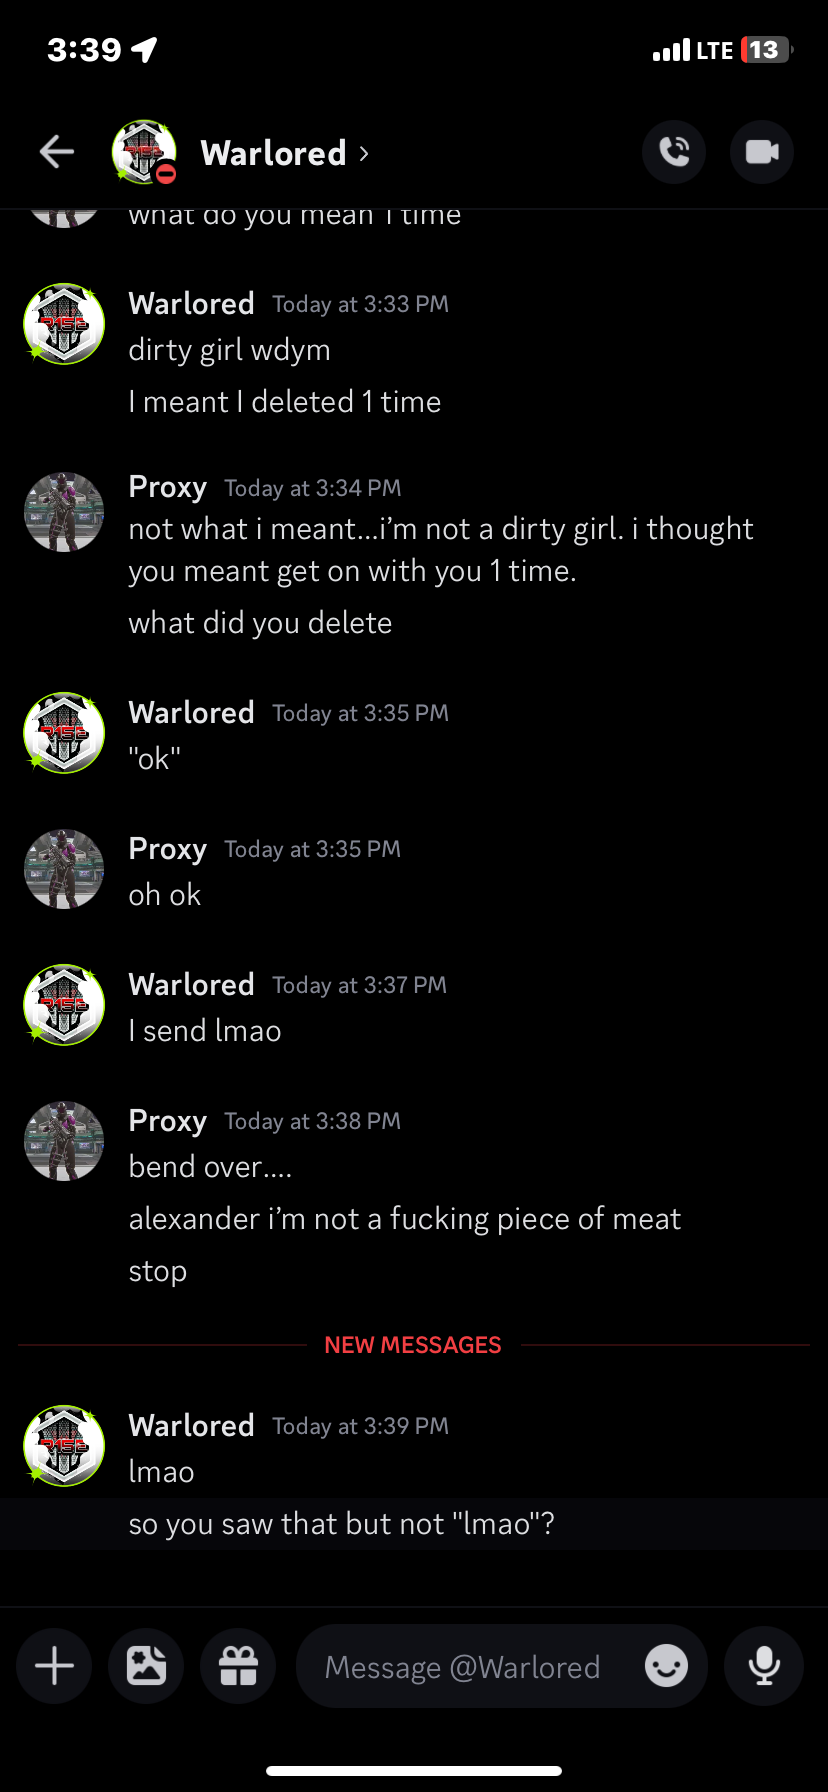 3:39
LTE 13
Warlored
what do you mean 1 time
Warlored Today at 3:33 PM
dirty girl wdym
I meant I deleted 1 time
Proxy Today at 3:34 PM
not what i meant...i’m not a dirty girl. i thought
you meant get on with you 1 time.
what did you delete
Warlored Today at 3:35 PM
"ok"
Proxy Today at 3:35 PM
oh ok
Warlored Today at 3:37 PM
I send lmao
Proxy Today at 3:38 PM
bend over....
alexander i’m not a fucking piece of meat
stop
NEW MESSAGES
Warlored Today at 3:39 PM
lmao
so you saw that but not "lmao"?
Message @Warlored